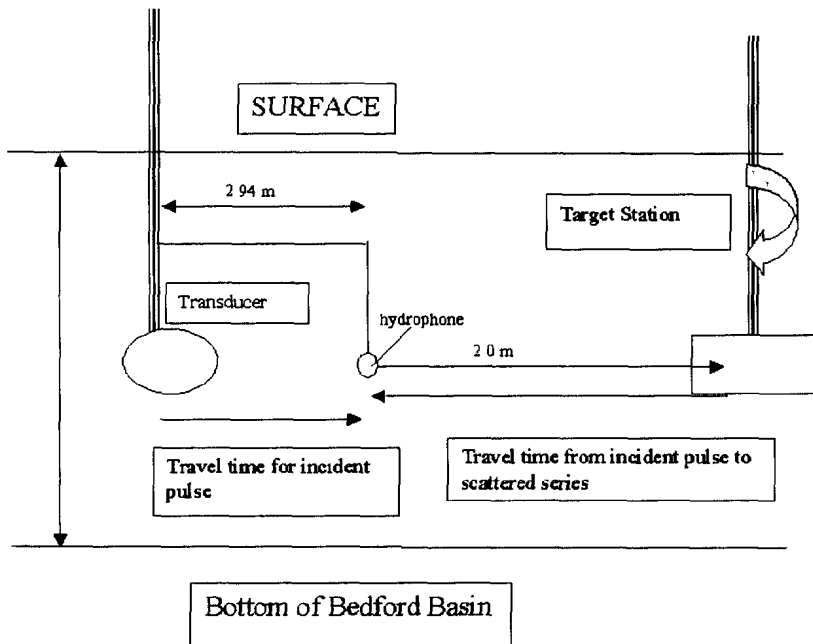 SURFACE
2 94 m
Target Station
Transducer
hydrophone
2 0 m
Travel time for incident
pulse
Travel time from incident pulse to
scattered series
Bottom of Bedford Basin